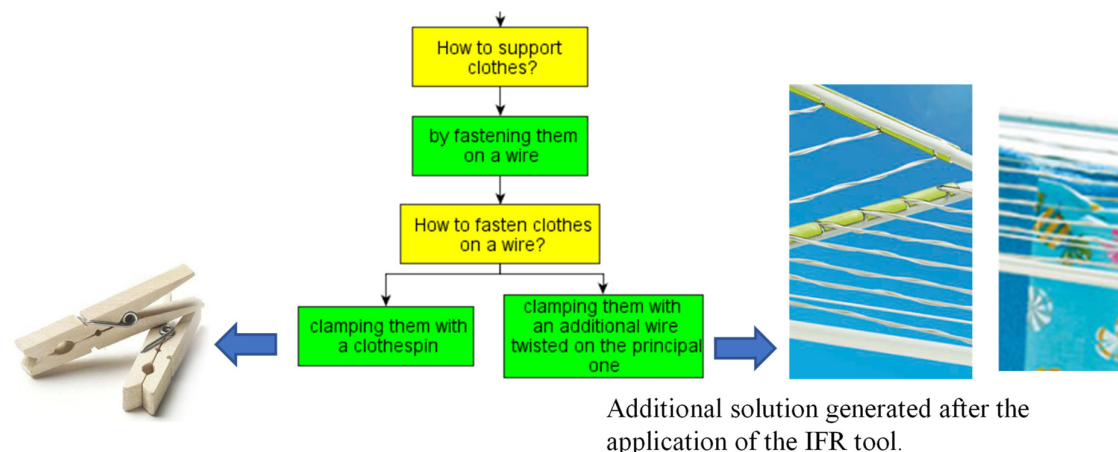 How to support
clothes?
by fastening them
on a wire
How to fasten clothes
on a wire?
clamping them with
a clothespin
clamping them with
an additional wire
twisted on the principal
one
Additional solution generated after the
application of the IFR tool.